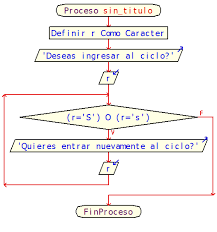 Proceso sin_titulo
Definir r Como Caracter
'Deseas ingresar al ciclo?'
r
(r='S') O (r='s')
F
V
'Quieres entrar nuevamente al ciclo?'
r
FinProceso